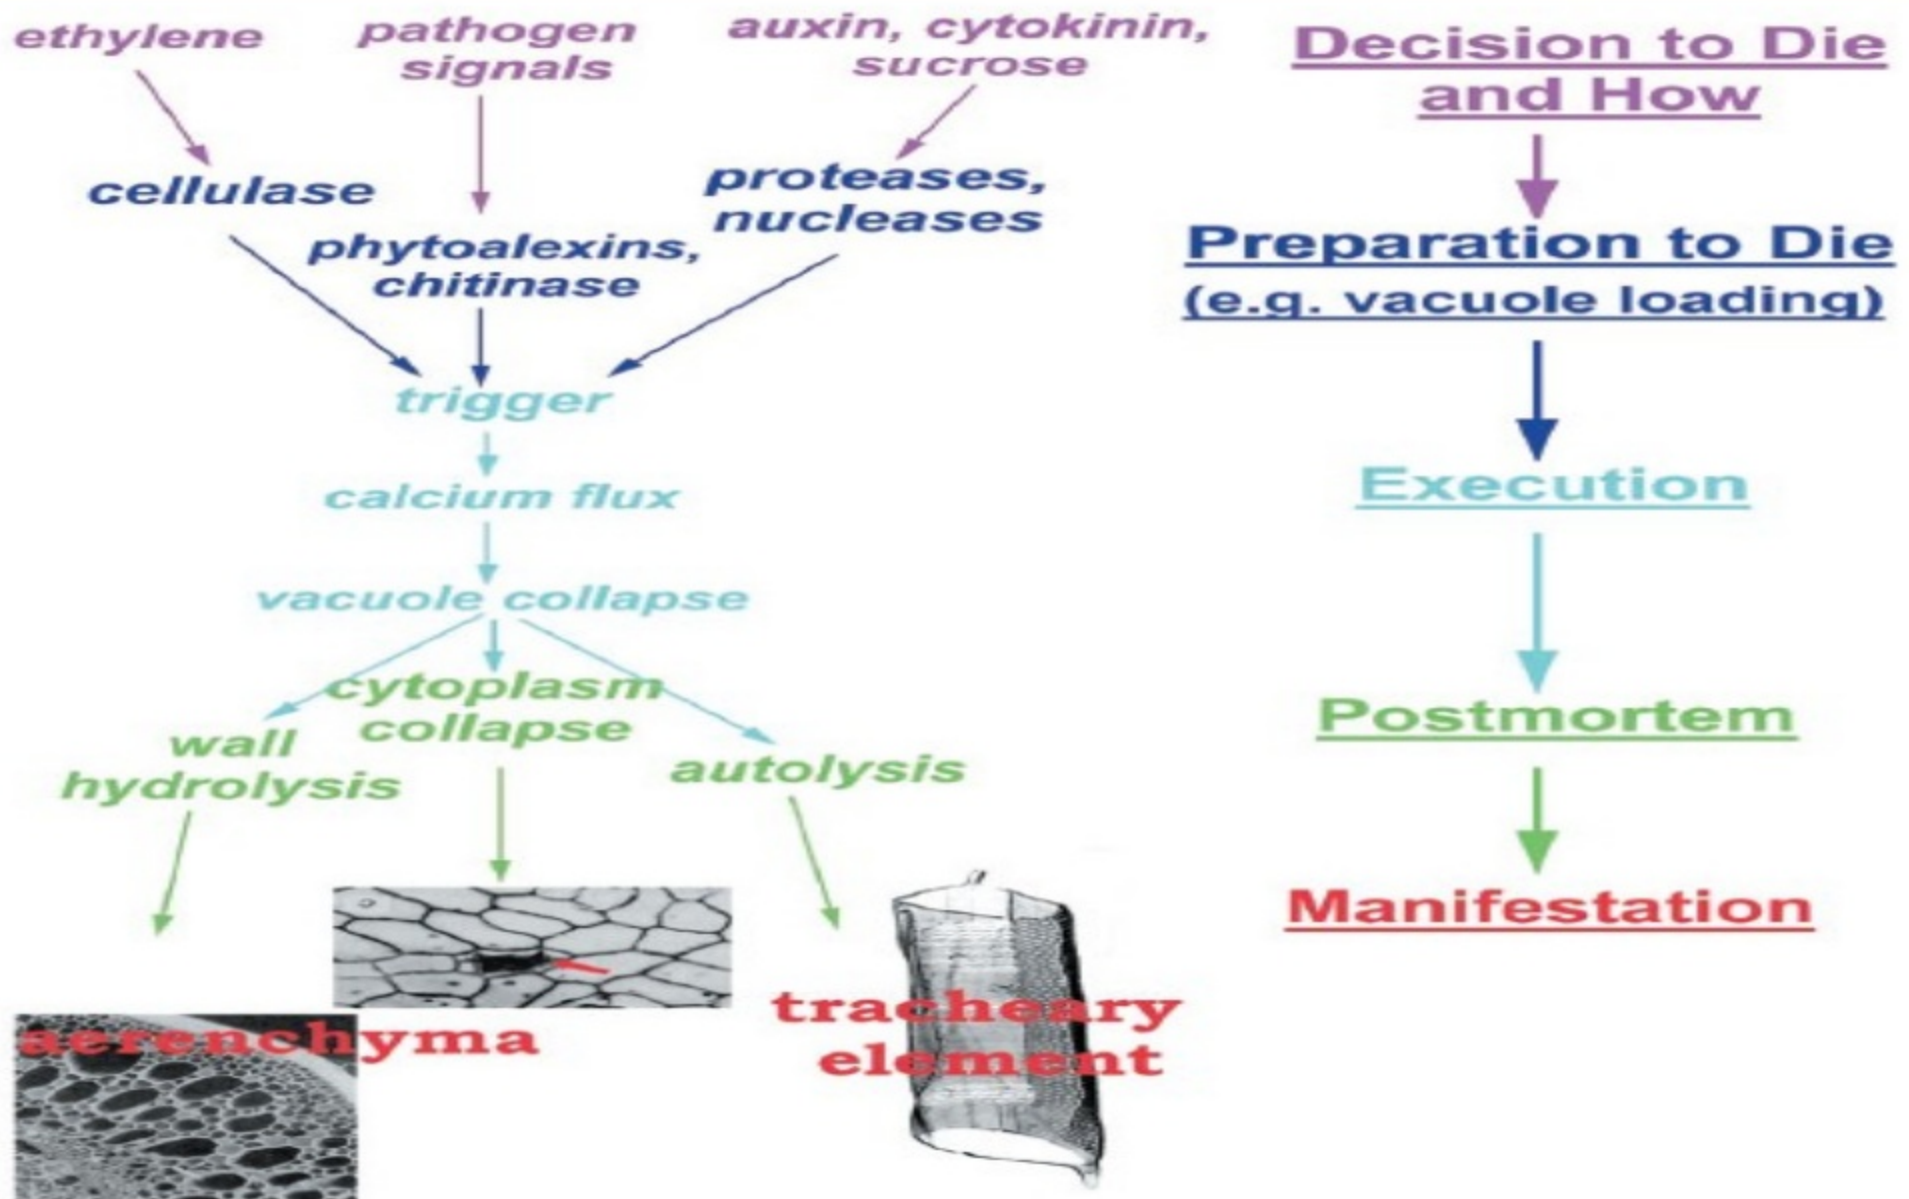 ethylene
pathogen
signals
auxin, cytokinin,
sucrose
Decision to Die
and How
cellulase
proteases,
nucleases
phytoalexins,
chitinase
Preparation to Die
(e.g. vacuole loading)
trigger
calcium flux
Execution
vacuole collapse
cytoplasm
collapse
wall
hydrolysis
autolysis
Postmortem
Manifestation
aerenchyma
tracheary
element